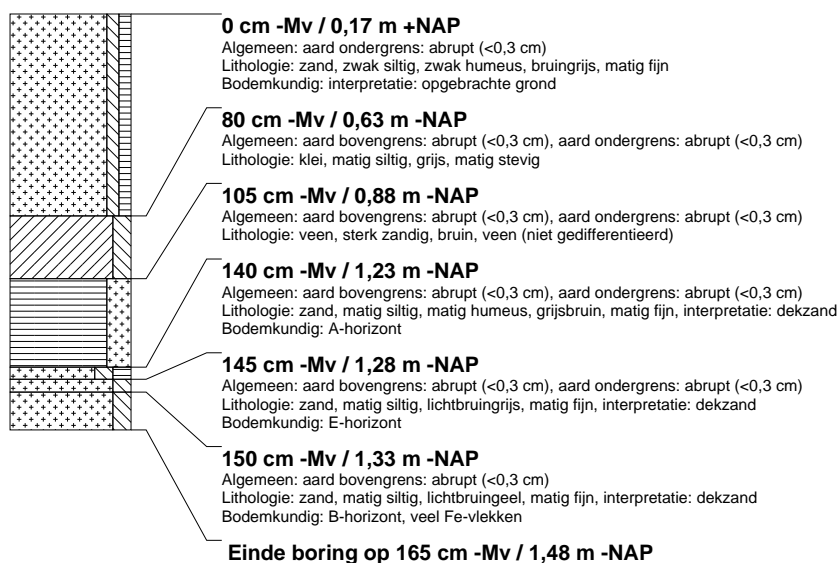 0 cm -Mv / 0,17 m +NAP
Algemeen: aard ondergrens: abrupt (<0,3 cm)
Lithologie: zand, zwak siltig, zwak humeus, bruingrijs, matig fijn
Bodemkundig: interpretatie: opgebrachte grond
80 cm -Mv / 0,63 m -NAP
Algemeen: aard bovengrens: abrupt (<0,3 cm), aard ondergrens: abrupt (<0,3 cm)
Lithologie: klei, matig siltig, grijs, matig stevig
105 cm -Mv / 0,88 m -NAP
Algemeen: aard bovengrens: abrupt (<0,3 cm), aard ondergrens: abrupt (<0,3 cm)
Lithologie: veen, sterk zandig, bruin, veen (niet gedifferentieerd)
140 cm -Mv / 1,23 m -NAP
Algemeen: aard bovengrens: abrupt (<0,3 cm), aard ondergrens: abrupt (<0,3 cm)
Lithologie: zand, matig siltig, matig humeus, grijsbruin, matig fijn, interpretatie: dekzand
Bodemkundig: A-horizont
145 cm -Mv / 1,28 m -NAP
Algemeen: aard bovengrens: abrupt (<0,3 cm), aard ondergrens: abrupt (<0,3 cm)
Lithologie: zand, matig siltig, lichtbruingrijs, matig fijn, interpretatie: dekzand
Bodemkundig: E-horizont
150 cm -Mv / 1,33 m -NAP
Algemeen: aard bovengrens: abrupt (<0,3 cm)
Lithologie: zand, matig siltig, lichtbruingeel, matig fijn, interpretatie: dekzand
Bodemkundig: B-horizont, veel Fe-vlekken
Einde boring op 165 cm -Mv / 1,48 m -NAP